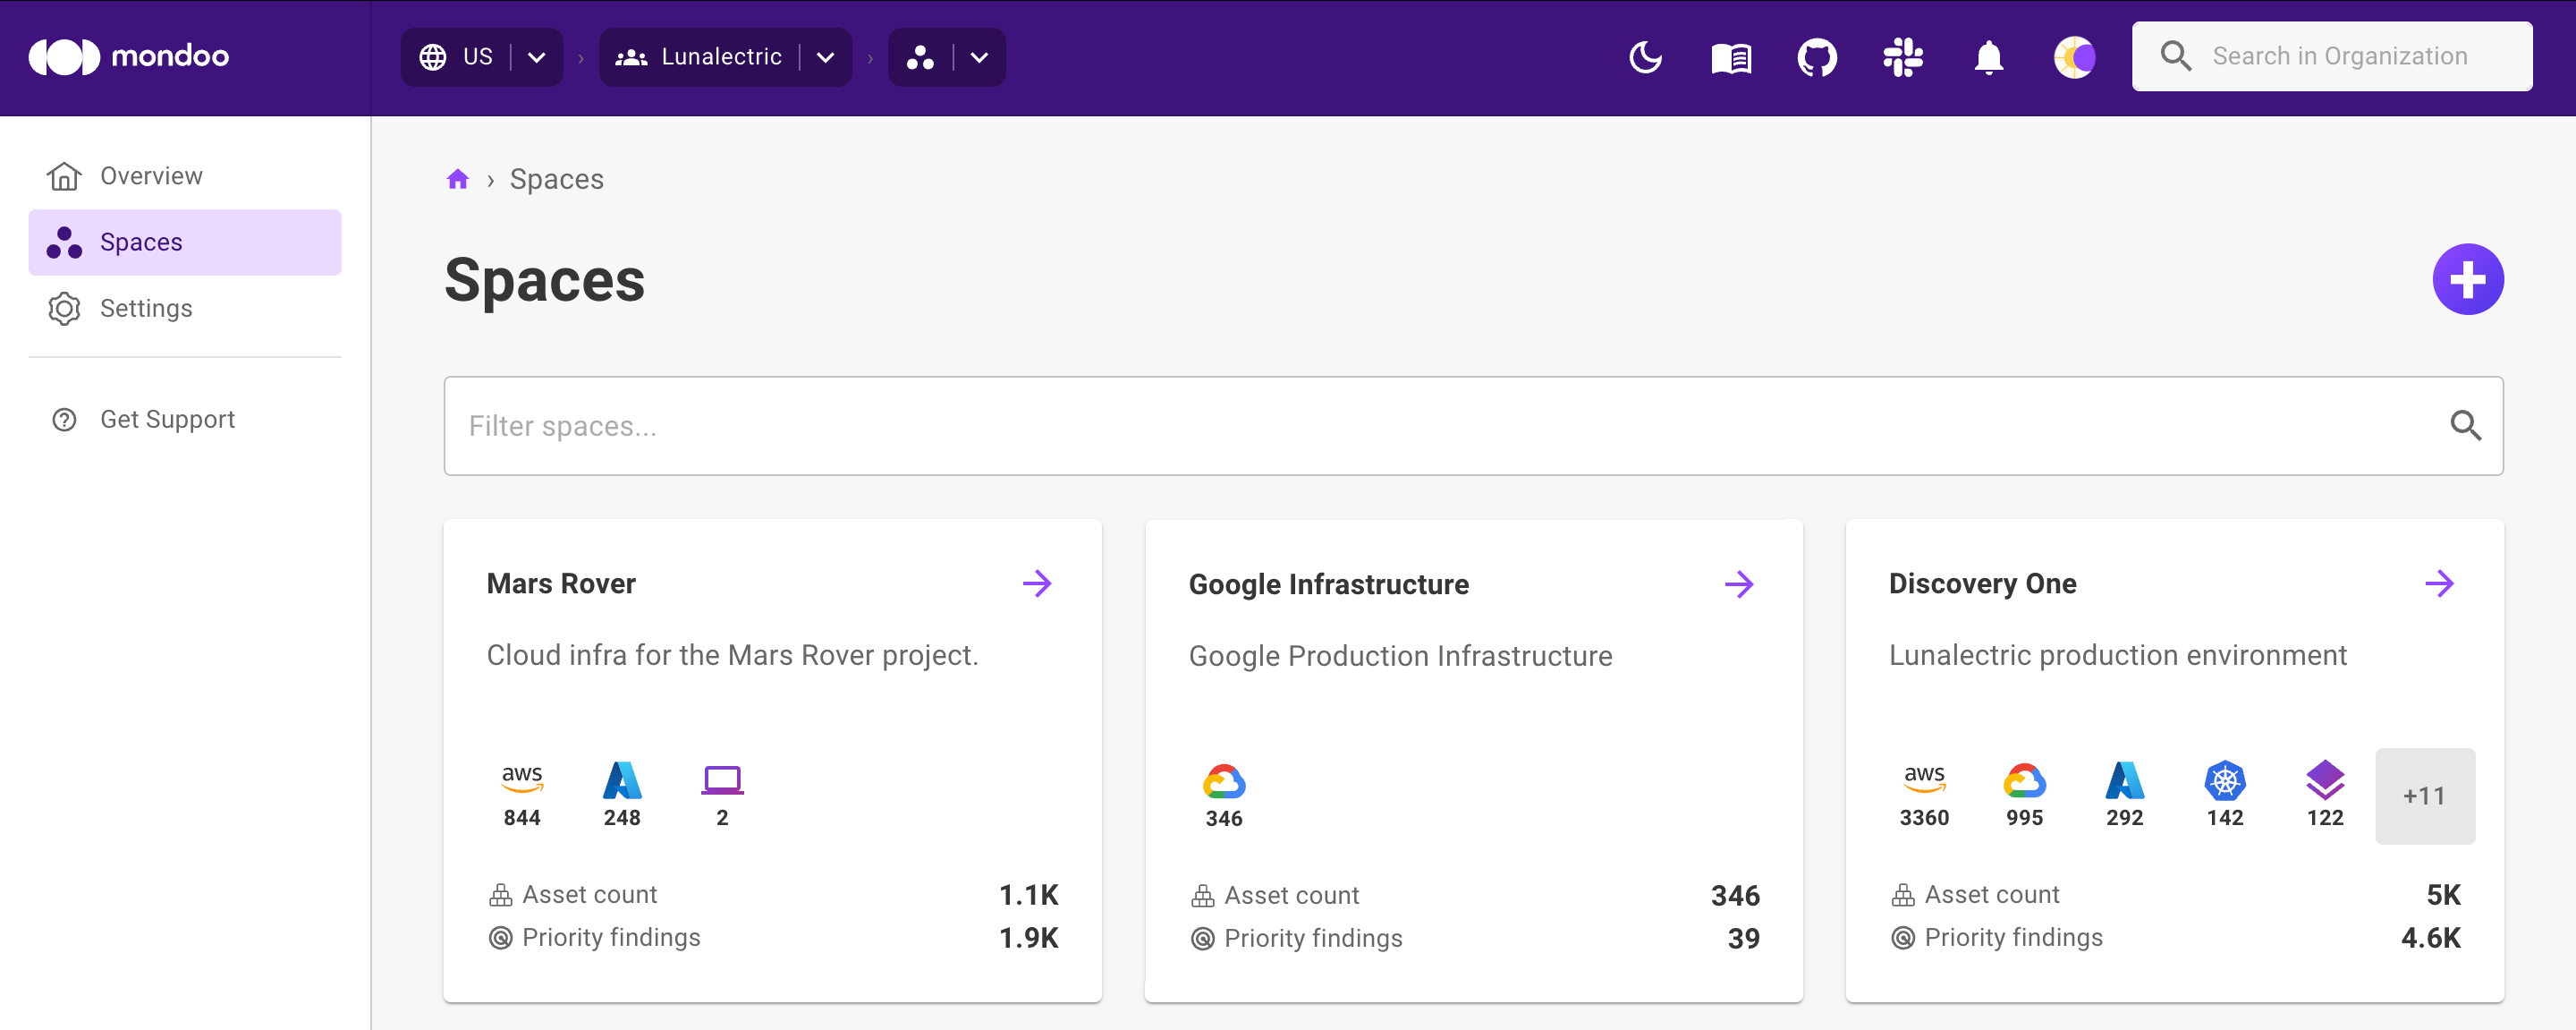 mondoo
US
Lunalectric
Search in Organization
Overview
Spaces
Settings
Get Support
› Spaces
Spaces
Filter spaces...
Mars Rover
Cloud infra for the Mars Rover project.
aws
844 248 2
Asset count 1.1K
Priority findings 1.9K
Google Infrastructure
Google Production Infrastructure
346
Asset count 346
Priority findings 39
Discovery One
Lunalectric production environment
aws
3360 995 292 142 122 +11
Asset count 5K
Priority findings 4.6K